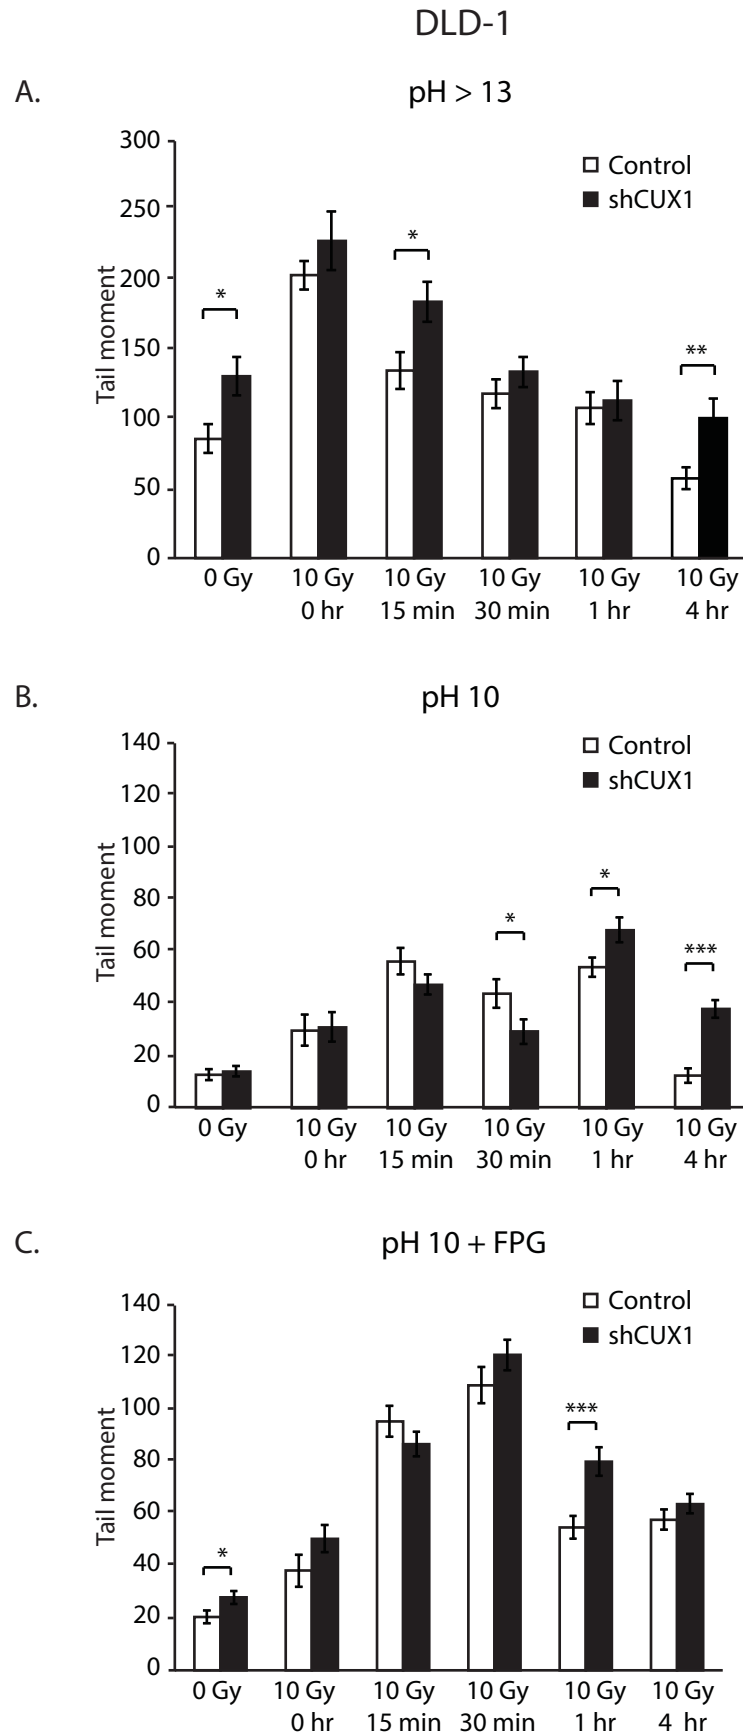 DLD-1
A.
pH > 13
300
250
200
150
100
50
0
Tail moment
Control
shCUX1
*
*
**
0 Gy 10 Gy 10 Gy 10 Gy 10 Gy 10 Gy
0 hr 15 min 30 min 1 hr 4 hr
B.
pH 10
140
120
100
80
60
40
20
0
Tail moment
Control
shCUX1
*
*
***
0 Gy 10 Gy 10 Gy 10 Gy 10 Gy 10 Gy
0 hr 15 min 30 min 1 hr 4 hr
C.
pH 10 + FPG
140
120
100
80
60
40
20
0
Tail moment
Control
shCUX1
*
***
0 Gy 10 Gy 10 Gy 10 Gy 10 Gy 10 Gy
0 hr 15 min 30 min 1 hr 4 hr